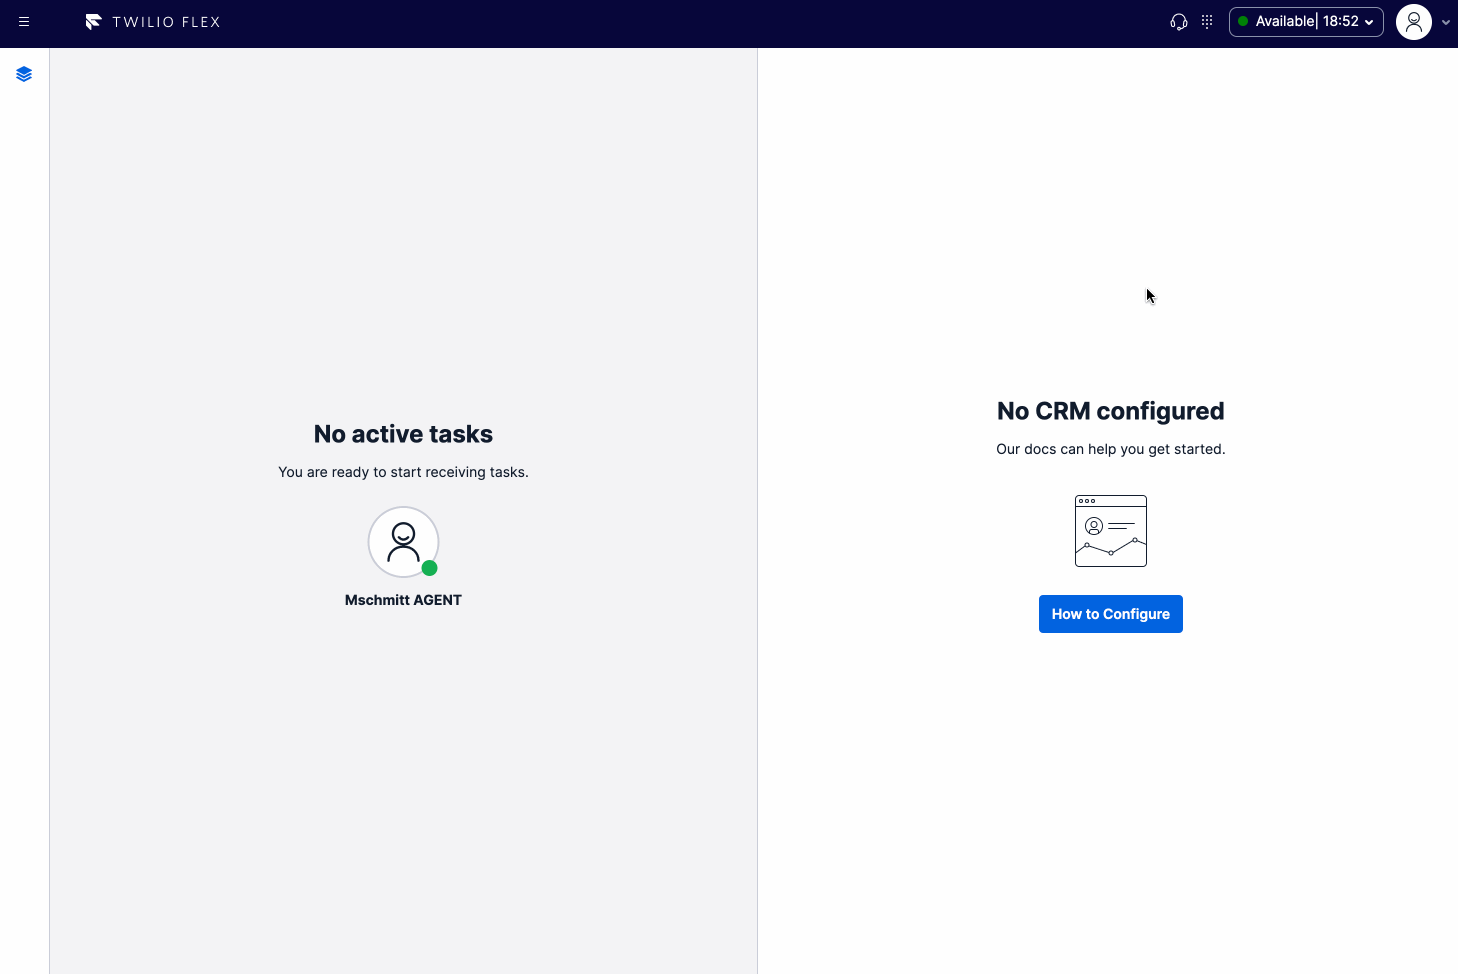 TWILIO FLEX
Available| 18:52
No active tasks
You are ready to start receiving tasks.
Mschmitt AGENT
No CRM configured
Our docs can help you get started.
How to Configure